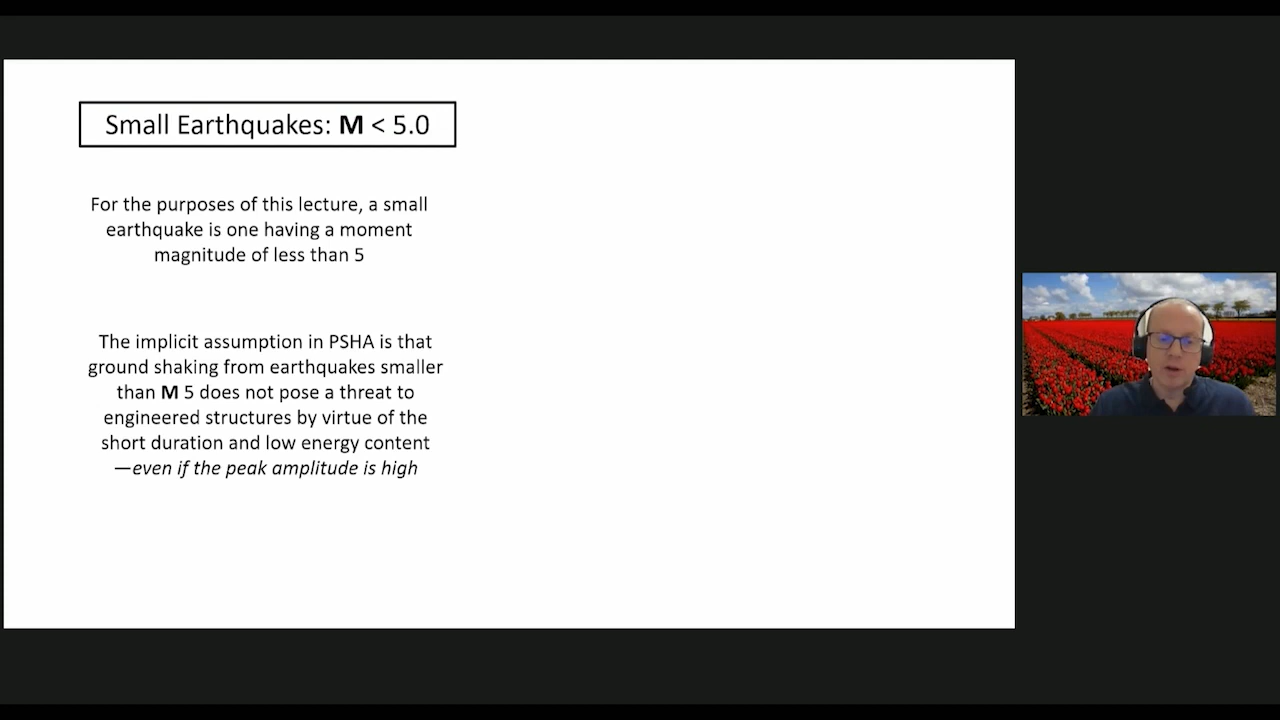 Small Earthquakes: M < 5.0
For the purposes of this lecture, a small
earthquake is one having a moment
magnitude of less than 5
The implicit assumption in PSHA is that
ground shaking from earthquakes smaller
than M 5 does not pose a threat to
engineered structures by virtue of the
short duration and low energy content
—even if the peak amplitude is high